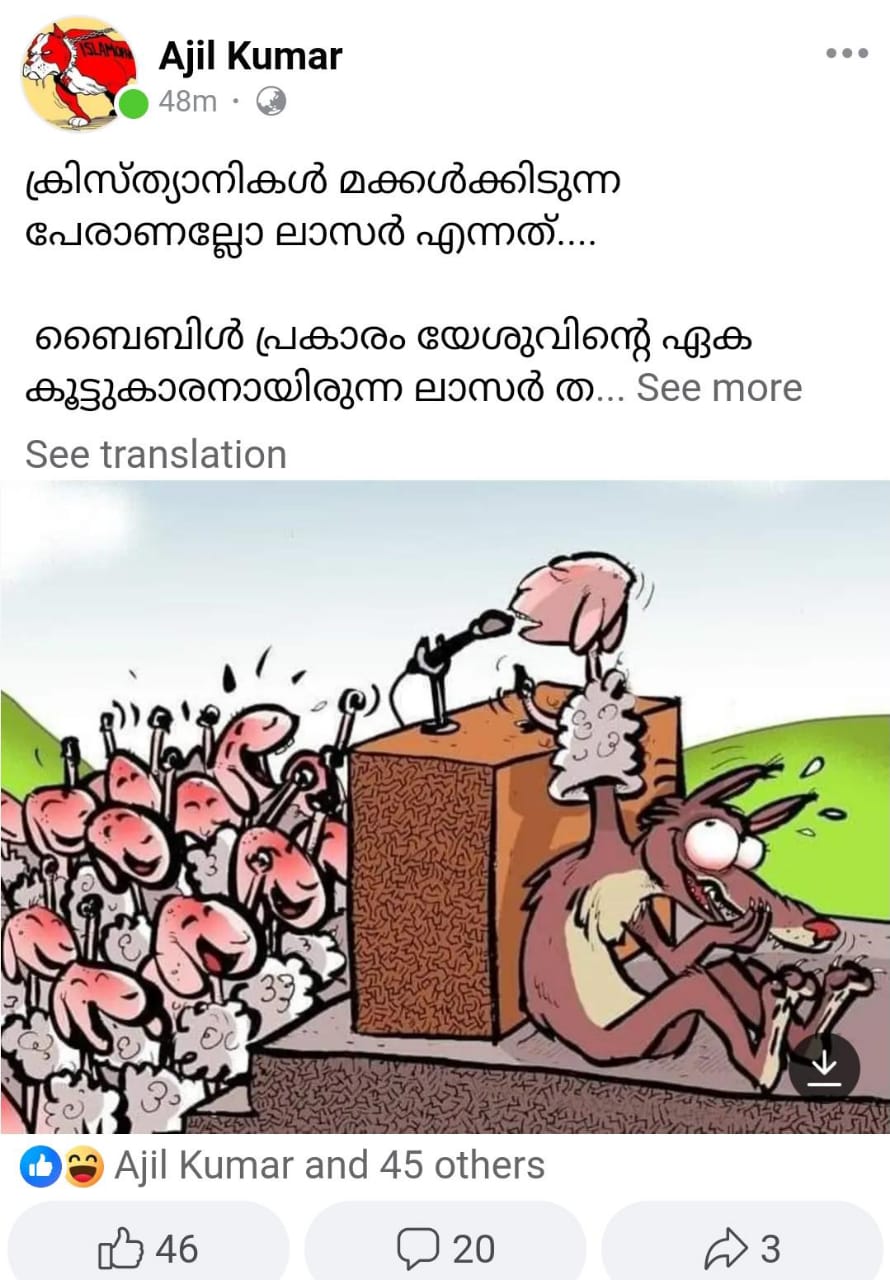 ISLAMOPH
Ajil Kumar
48m ·
ക്രിസ്ത്യാനികൾ മക്കൾക്കിടുന്ന
പേരാണല്ലോ ലാസർ എന്നത്....
ബൈബിൾ പ്രകാരം യേശുവിന്റെ ഏക
കൂട്ടുകാരനായിരുന്ന ലാസർ ത... See more
See translation
Ajil Kumar and 45 others
46 20 3